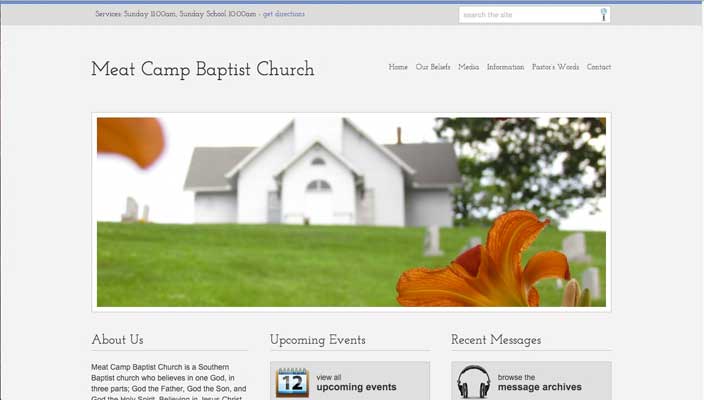 Services: Sunday 11:00am, Sunday School 10:00am - get directions
search the site
Meat Camp Baptist Church
Home Our Beliefs Media Information Pastor's Words Contact
About Us
Meat Camp Baptist Church is a Southern
Baptist church who believes in one God, in
three parts; God the Father, God the Son, and
God the Holy Spirit. Believing in Jesus Christ
Upcoming Events
12
view all
upcoming events
Recent Messages
browse the
message archives